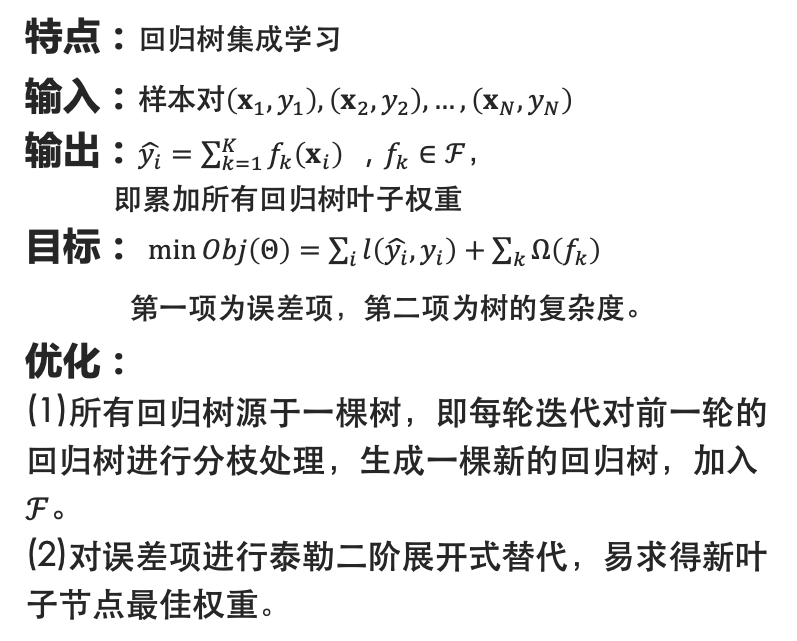 特点：回归树集成学习
输入：样本对(𝐱₁, y₁), (𝐱₂, y₂), …, (𝐱_N, y_N)
输出：ŷ_i = ∑_{k=1}^{K} f_k(𝐱_i) , f_k ∈ ℱ,
即累加所有回归树叶子权重
目标： min Obj(Θ) = ∑_i l(ŷ_i, y_i) + ∑_k Ω(f_k)
第一项为误差项，第二项为树的复杂度。
优化：
(1)所有回归树源于一棵树，即每轮迭代对前一轮的
回归树进行分枝处理，生成一棵新的回归树，加入
ℱ。
(2)对误差项进行泰勒二阶展开式替代，易求得新叶
子节点最佳权重。